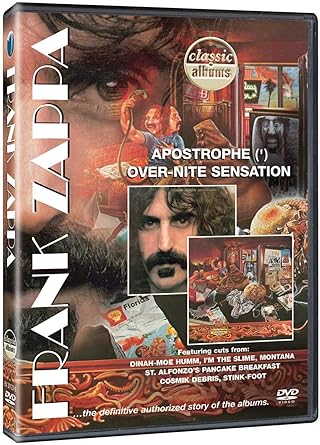 FRANK ZAPPA
FRANK ZAPPA
classic
albums
APOSTROPHE (')
OVER-NITE SENSATION
Florida
Featuring cuts from:
DINAH-MOE HUMM, I'M THE SLIME, MONTANA
ST. ALFONZO'S PANCAKE BREAKFAST
COSMIK DEBRIS, STINK-FOOT
...the definitive authorized story of the albums.
DVD
VIDEO